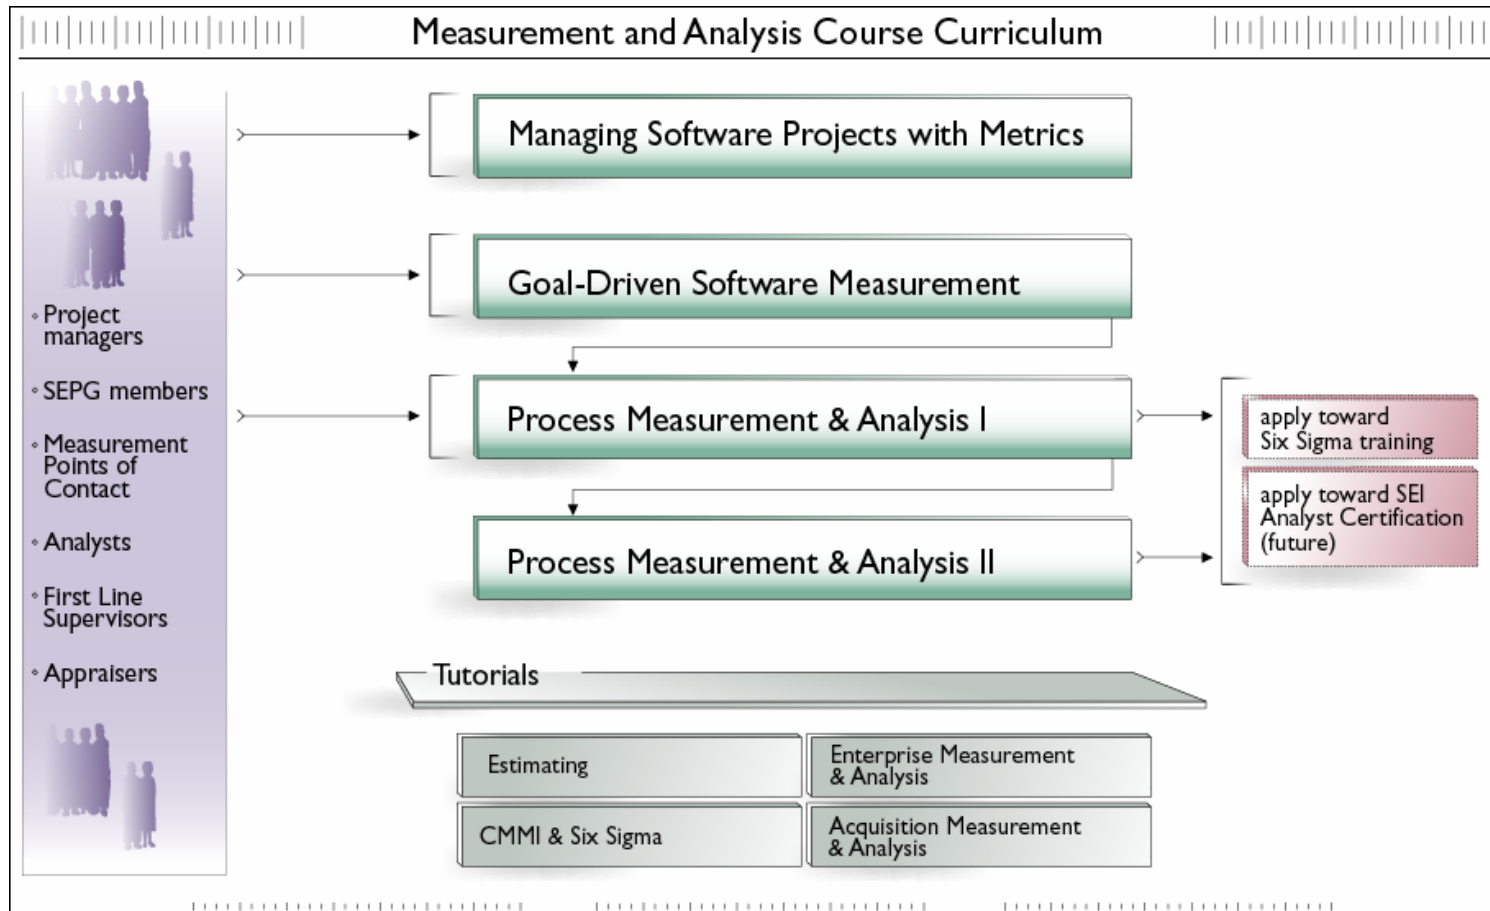 Measurement and Analysis Course Curriculum
Project
managers
SEPG members
Measurement
Points of
Contact
Analysts
First Line
Supervisors
Appraisers
Managing Software Projects with Metrics
Goal-Driven Software Measurement
Process Measurement & Analysis I
Process Measurement & Analysis II
apply toward
Six Sigma training
apply toward SEI
Analyst Certification
(future)
Tutorials
Estimating
Enterprise Measurement
& Analysis
CMMI & Six Sigma
Acquisition Measurement
& Analysis